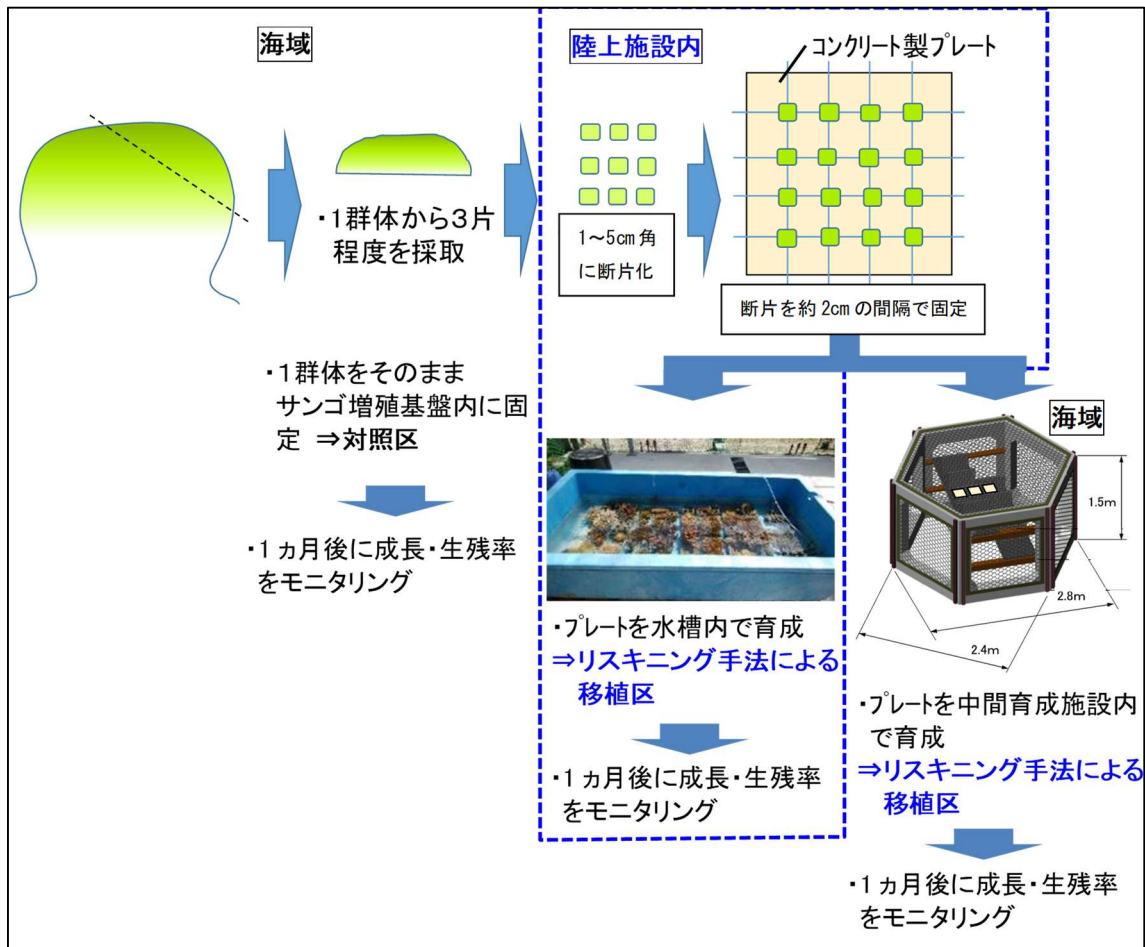 海域
・1群体から3片
程度を採取
陸上施設内
1～5cm角
に断片化
コンクリート製プレート
断片を約2cmの間隔で固定
・1群体をそのまま
サンゴ増殖基盤内に固
定 ⇒対照区
・1ヵ月後に成長・生残率
をモニタリング
・プレートを水槽内で育成
⇒リスキニング手法による
移植区
・1ヵ月後に成長・生残率
をモニタリング
海域
1.5m
2.8m
2.4m
・プレートを中間育成施設内
で育成
⇒リスキニング手法による
移植区
・1ヵ月後に成長・生残率
をモニタリング